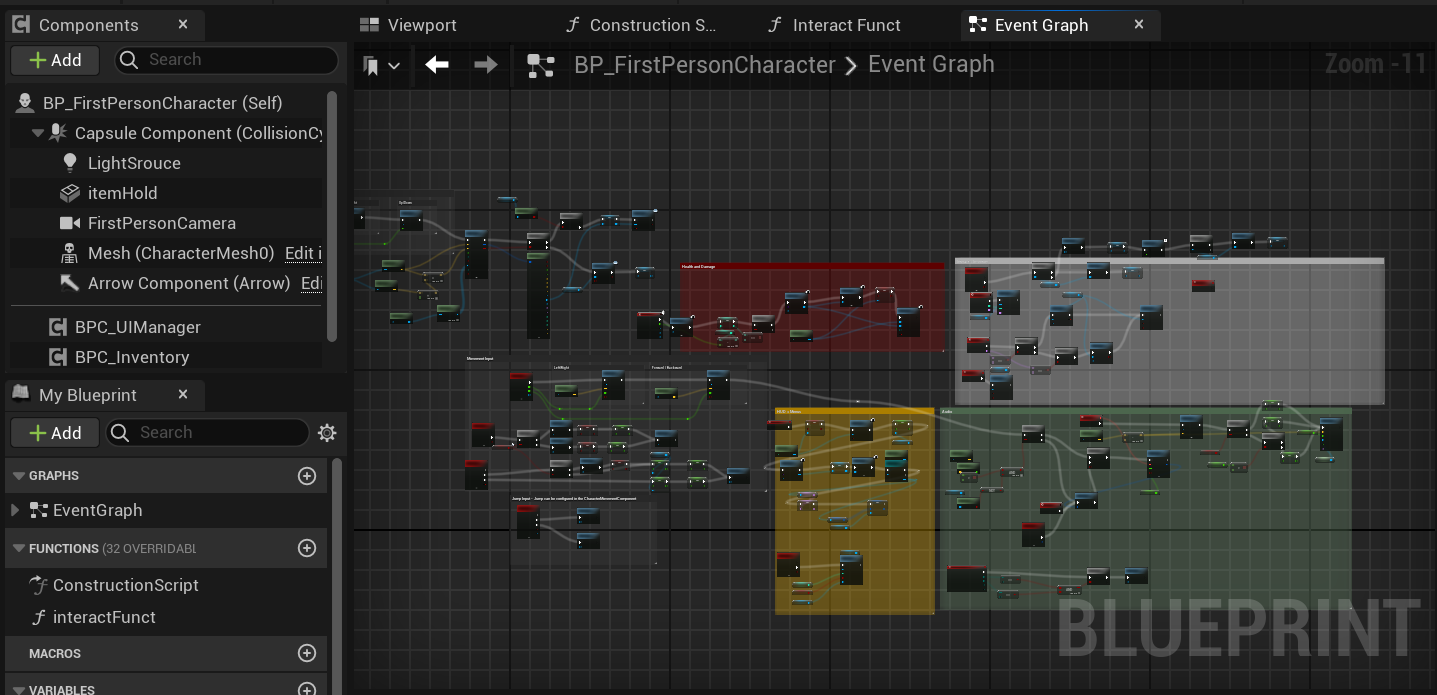 Components
Viewport
Construction S...
Interact Funct
Event Graph
Add
Search
BP_FirstPersonCharacter
Event Graph
Zoom -11
BP_FirstPersonCharacter (Self)
Capsule Component (CollisionCy
LightSrouce
itemHold
FirstPersonCamera
Mesh (CharacterMesh0)
Edit i
Arrow Component (Arrow)
Edi
BPC_UIManager
BPC_Inventory
My Blueprint
Add
Search
GRAPHS
EventGraph
FUNCTIONS (32 OVERRIDABL
ConstructionScript
interactFunct
MACROS
VARIABLES
Health and Damage
Movement Input
Left/Right
Forward / Backward
Jump Input - Jump can be configured in the CharacterMovementComponent
Audio
BLUEPRINT